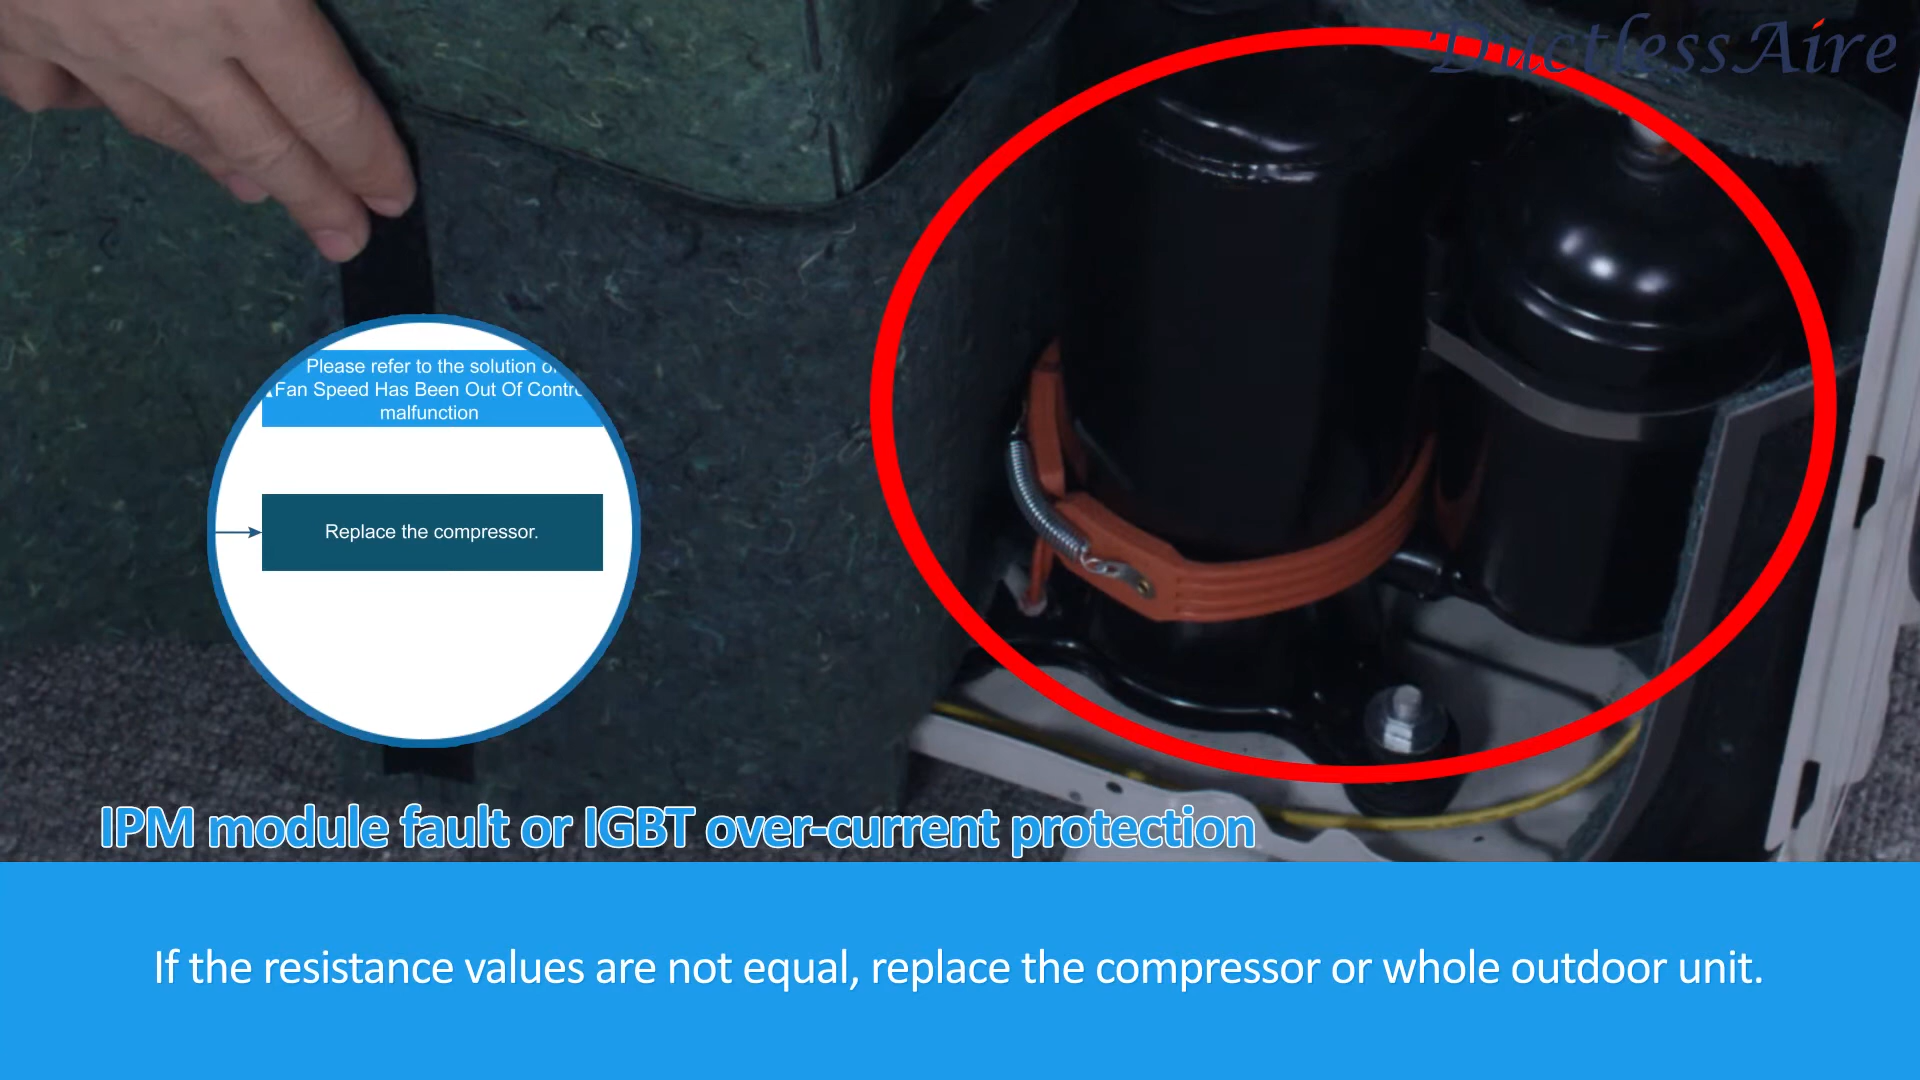 DuctlessAire
Please refer to the solution
Fan Speed Has Been Out Of
malfunction
Replace the compressor.
IPM module fault or IGBT over-current protection
If the resistance values are not equal, replace the compressor or whole outdoor unit.